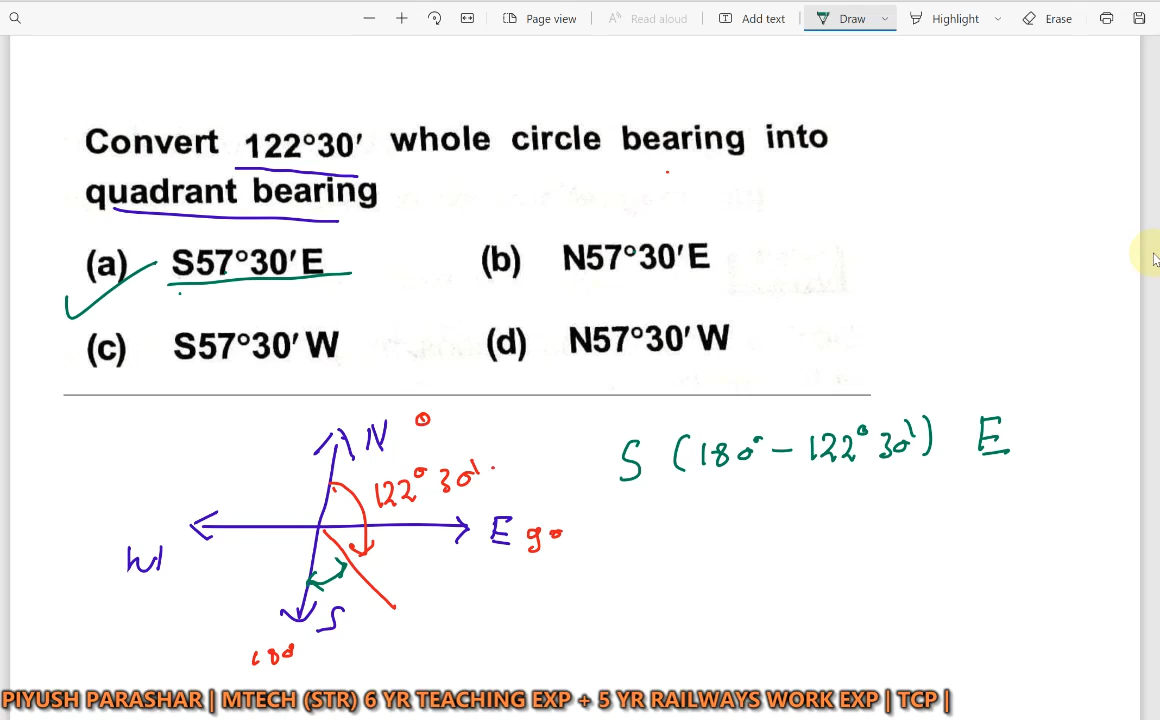 Page view
Read aloud
Add text
Draw
Highlight
Erase
Convert 122°30′ whole circle bearing into
quadrant bearing
(a) S57°30′E (b) N57°30′E
(c) S57°30′W (d) N57°30′W
N 0
122° 30′
S (180° - 122° 30′) E
E 90
W
S
180
PIYUSH PARASHAR | MTECH (STR) 6 YR TEACHING EXP + 5 YR RAILWAYS WORK EXP | TCP |